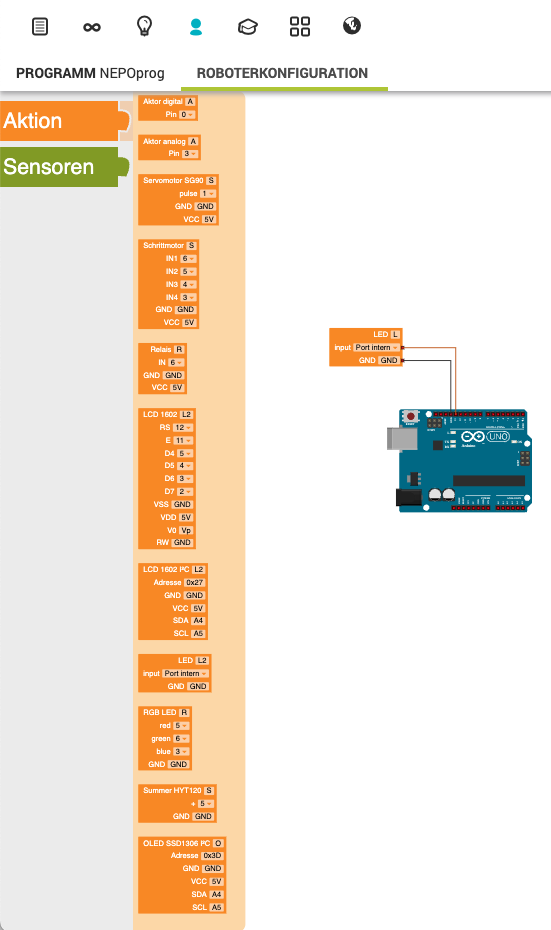 PROGRAMM NEPOprog
ROBOTERKONFIGURATION
Aktion
Sensoren
Aktor digital A
Pin 0
Aktor analog A
Pin 3
Servomotor SG90 S
pulse 1
GND GND
VCC 5V
Schrittmotor S
IN1 6
IN2 5
IN3 4
IN4 3
GND GND
VCC 5V
Relais R
IN 6
GND GND
VCC 5V
LCD 1602 L2
RS 12
E 11
D4 5
D5 4
D6 3
D7 2
VSS GND
VDD 5V
V0 Vp
RW GND
LCD 1602 I²C L2
Adresse 0x27
GND GND
VCC 5V
SDA A4
SCL A5
LED L2
input Port intern
GND GND
RGB LED R
red 5
green 6
blue 3
GND GND
Summer HYT120 S
+ 5
GND GND
OLED SSD1306 I²C O
Adresse 0x3D
GND GND
VCC 5V
SDA A4
SCL A5
LED L
input Port intern
GND GND
UNO
Arduino